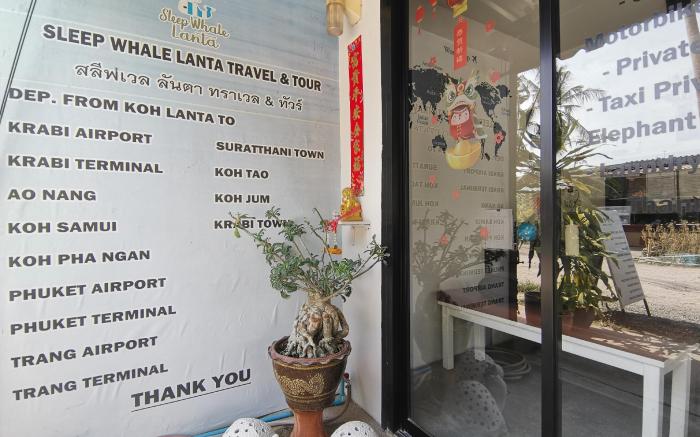 Sleep Whale
Lanta
SLEEP WHALE LANTA TRAVEL & TOUR
สลีฟเวล ลันตา ทราเวล & ทัวร์
DEP. FROM KOH LANTA TO
KRABI AIRPORT
KRABI TERMINAL
AO NANG
KOH SAMUI
KOH PHA NGAN
PHUKET AIRPORT
PHUKET TERMINAL
TRANG AIRPORT
TRANG TERMINAL
SURATTHANI TOWN
KOH TAO
KOH JUM
KRABI TOWN
THANK YOU
Motorbik
- Private
- Taxi Priv
Elephant